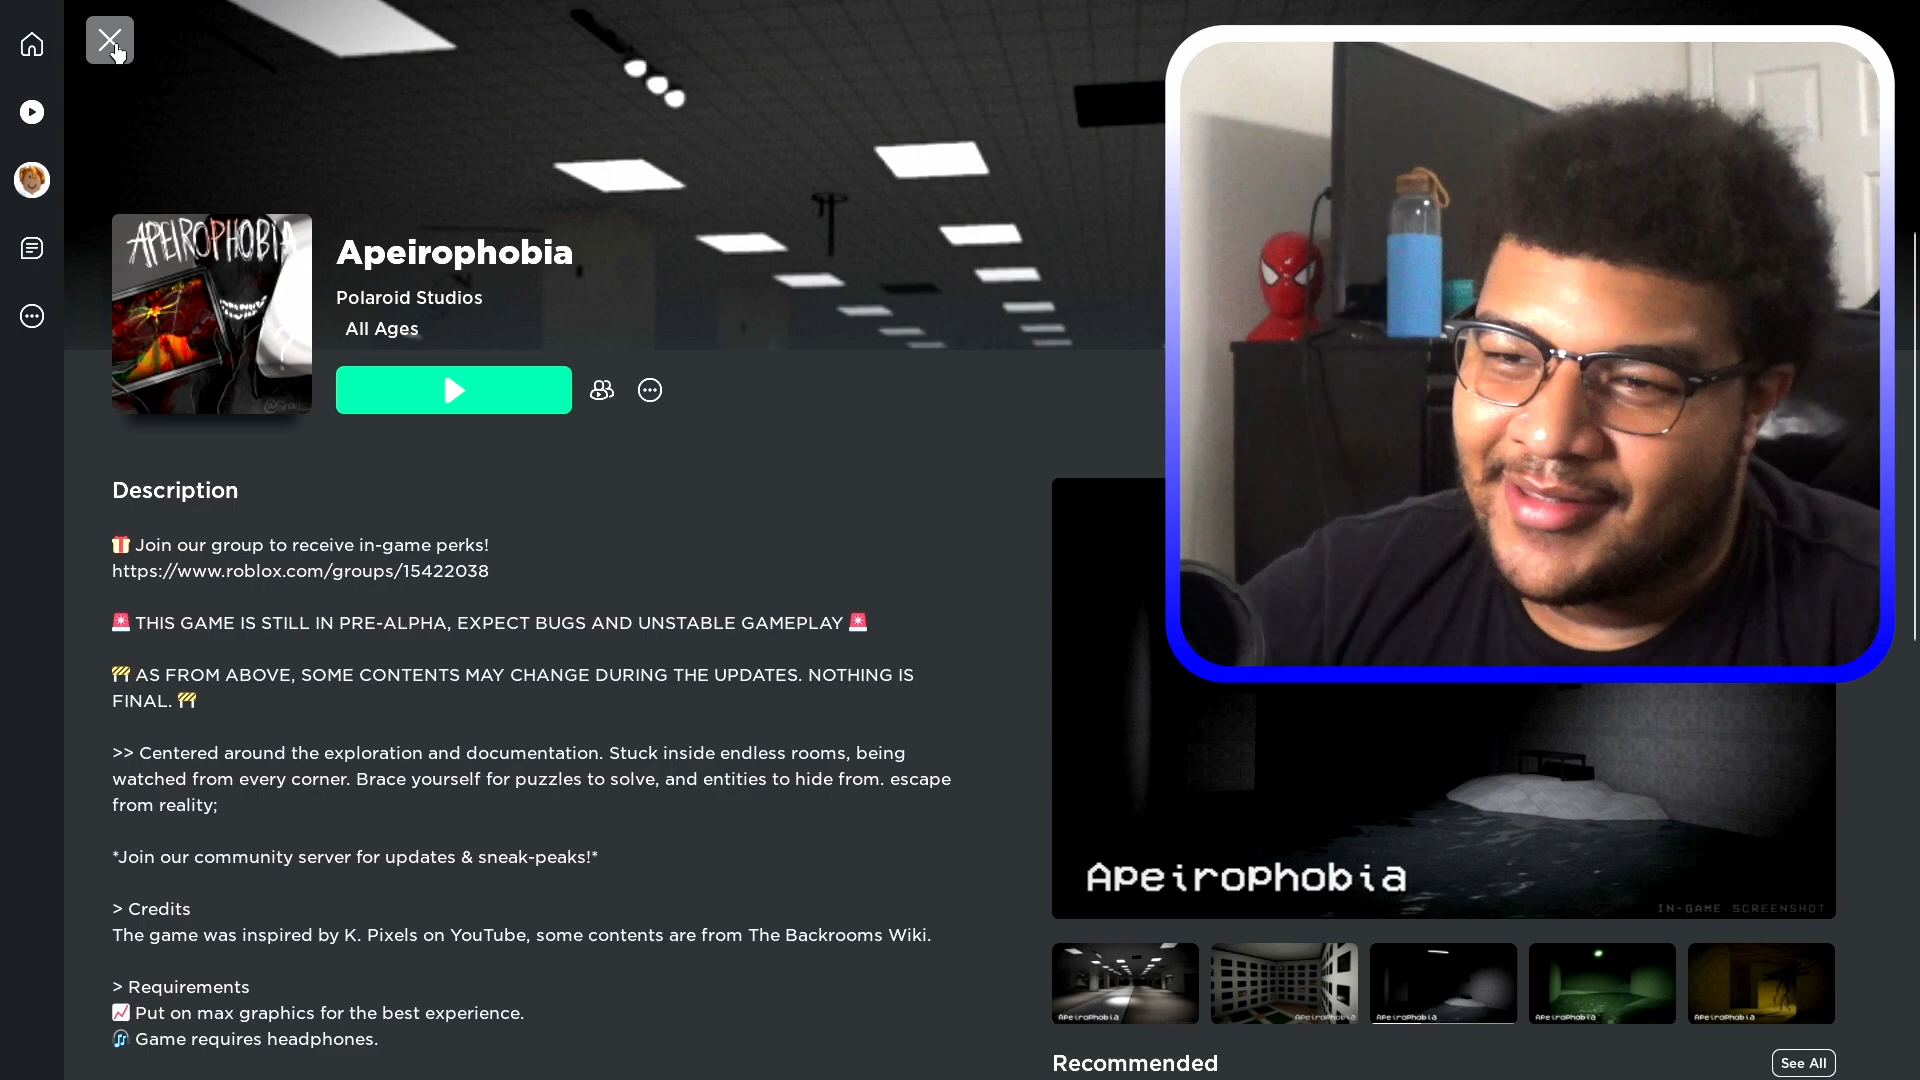 APEIROPHOBIA
Apeirophobia
Polaroid Studios
All Ages
Description
🎁 Join our group to receive in-game perks!
https://www.roblox.com/groups/15422038
🚨 THIS GAME IS STILL IN PRE-ALPHA, EXPECT BUGS AND UNSTABLE GAMEPLAY 🚨
🚧 AS FROM ABOVE, SOME CONTENTS MAY CHANGE DURING THE UPDATES. NOTHING IS
FINAL. 🚧
>> Centered around the exploration and documentation. Stuck inside endless rooms, being
watched from every corner. Brace yourself for puzzles to solve, and entities to hide from. escape
from reality;
*Join our community server for updates & sneak-peaks!*
> Credits
The game was inspired by K. Pixels on YouTube, some contents are from The Backrooms Wiki.
> Requirements
📈 Put on max graphics for the best experience.
🎧 Game requires headphones.
Apeirophobia
IN-GAME SCREENSHOT
Apeirophobia
Apeirophobia
Apeirophobia
Apeirophobia
Apeirophobia
Recommended
See All